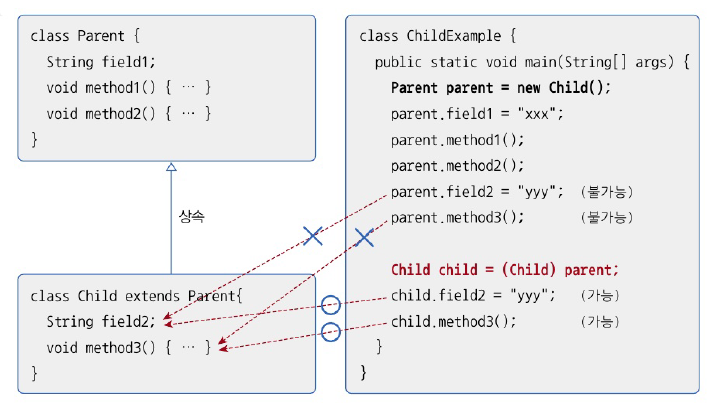 class Parent {
String field1;
void method1() { … }
void method2() { … }
}
상속
class Child extends Parent{
String field2;
void method3() { … }
}
class ChildExample {
public static void main(String[] args) {
Parent parent = new Child();
parent.field1 = "xxx";
parent.method1();
parent.method2();
parent.field2 = "yyy"; (불가능)
parent.method3(); (불가능)
Child child = (Child) parent;
child.field2 = "yyy"; (가능)
child.method3(); (가능)
}
}